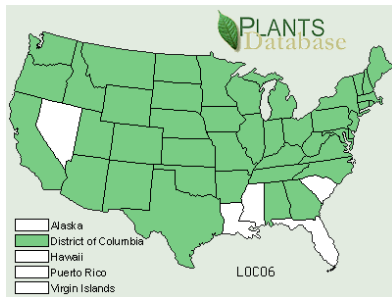 PLANTS
Database
Alaska
District of Columbia
Hawaii
Puerto Rico
Virgin Islands
LOCO6